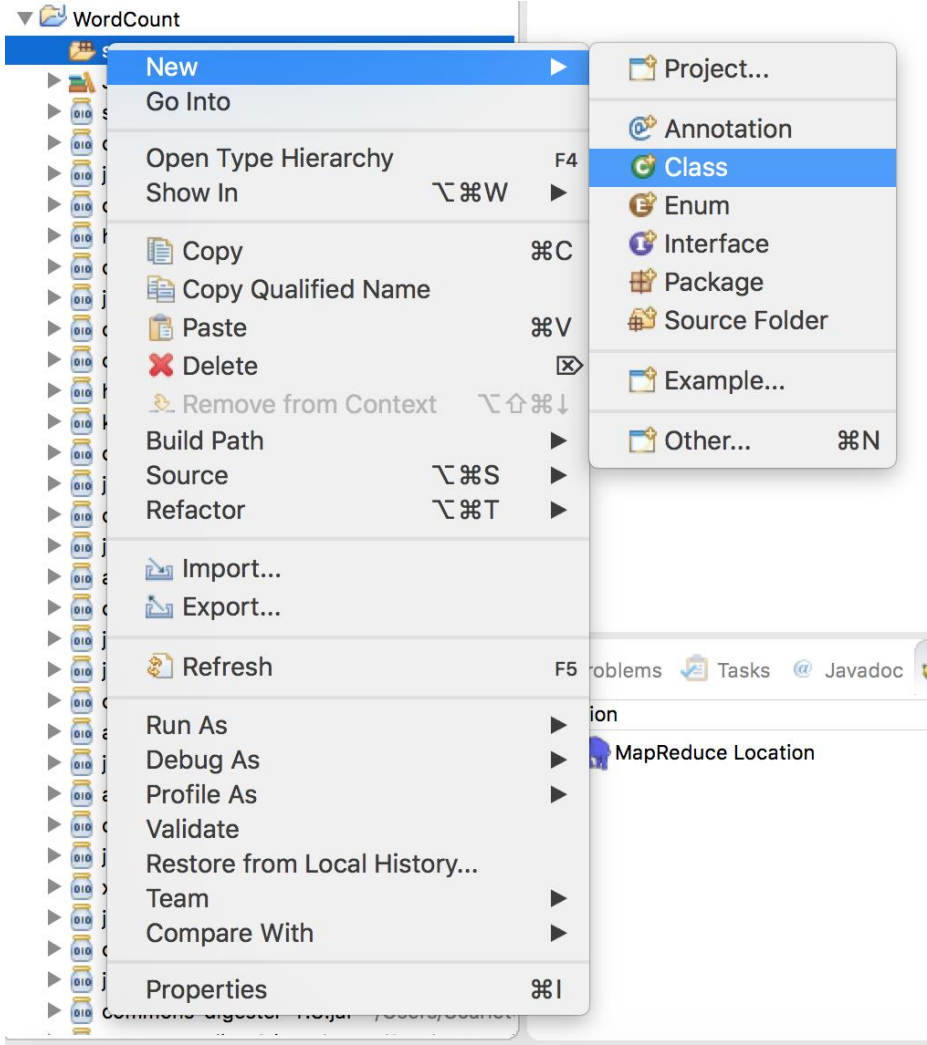 WordCount
New
Go Into
Open Type Hierarchy F4
Show In ⌥⌘W
Copy ⌘C
Copy Qualified Name
Paste ⌘V
Delete ⌦
Remove from Context ⌥⇧⌘↓
Build Path
Source ⌥⌘S
Refactor ⌥⌘T
Import...
Export...
Refresh F5
Run As
Debug As
Profile As
Validate
Restore from Local History...
Team
Compare With
Properties ⌘I
Project...
Annotation
Class
Enum
Interface
Package
Source Folder
Example...
Other... ⌘N
roblems Tasks @ Javadoc
ion
MapReduce Location